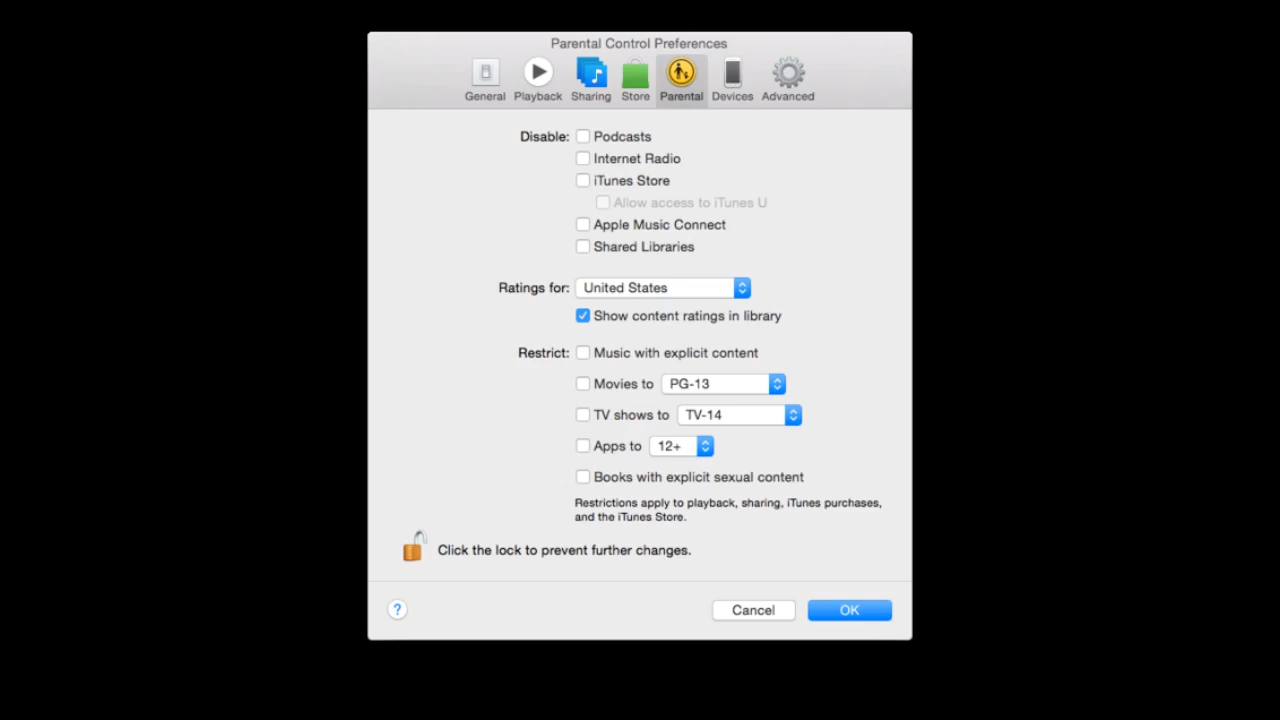 Parental Control Preferences
General Playback Sharing Store Parental Devices Advanced
Disable: Podcasts
Internet Radio
iTunes Store
Allow access to iTunes U
Apple Music Connect
Shared Libraries
Ratings for: United States
Show content ratings in library
Restrict: Music with explicit content
Movies to PG-13
TV shows to TV-14
Apps to 12+
Books with explicit sexual content
Restrictions apply to playback, sharing, iTunes purchases,
and the iTunes Store.
Click the lock to prevent further changes.
? Cancel OK